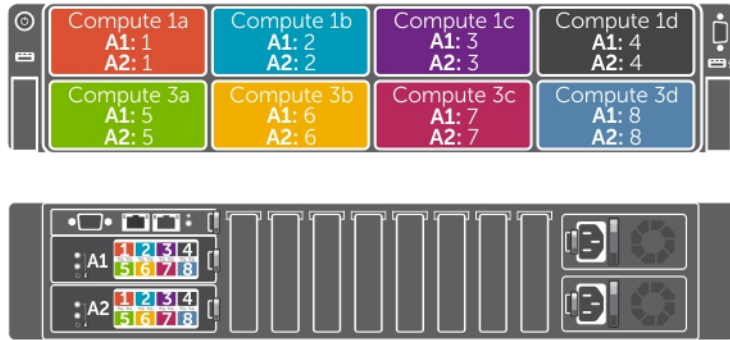 Compute 1a
A1: 1
A2: 1
Compute 1b
A1: 2
A2: 2
Compute 1c
A1: 3
A2: 3
Compute 1d
A1: 4
A2: 4
Compute 3a
A1: 5
A2: 5
Compute 3b
A1: 6
A2: 6
Compute 3c
A1: 7
A2: 7
Compute 3d
A1: 8
A2: 8
A1
1 2 3 4
5 6 7 8
A2
1 2 3 4
5 6 7 8